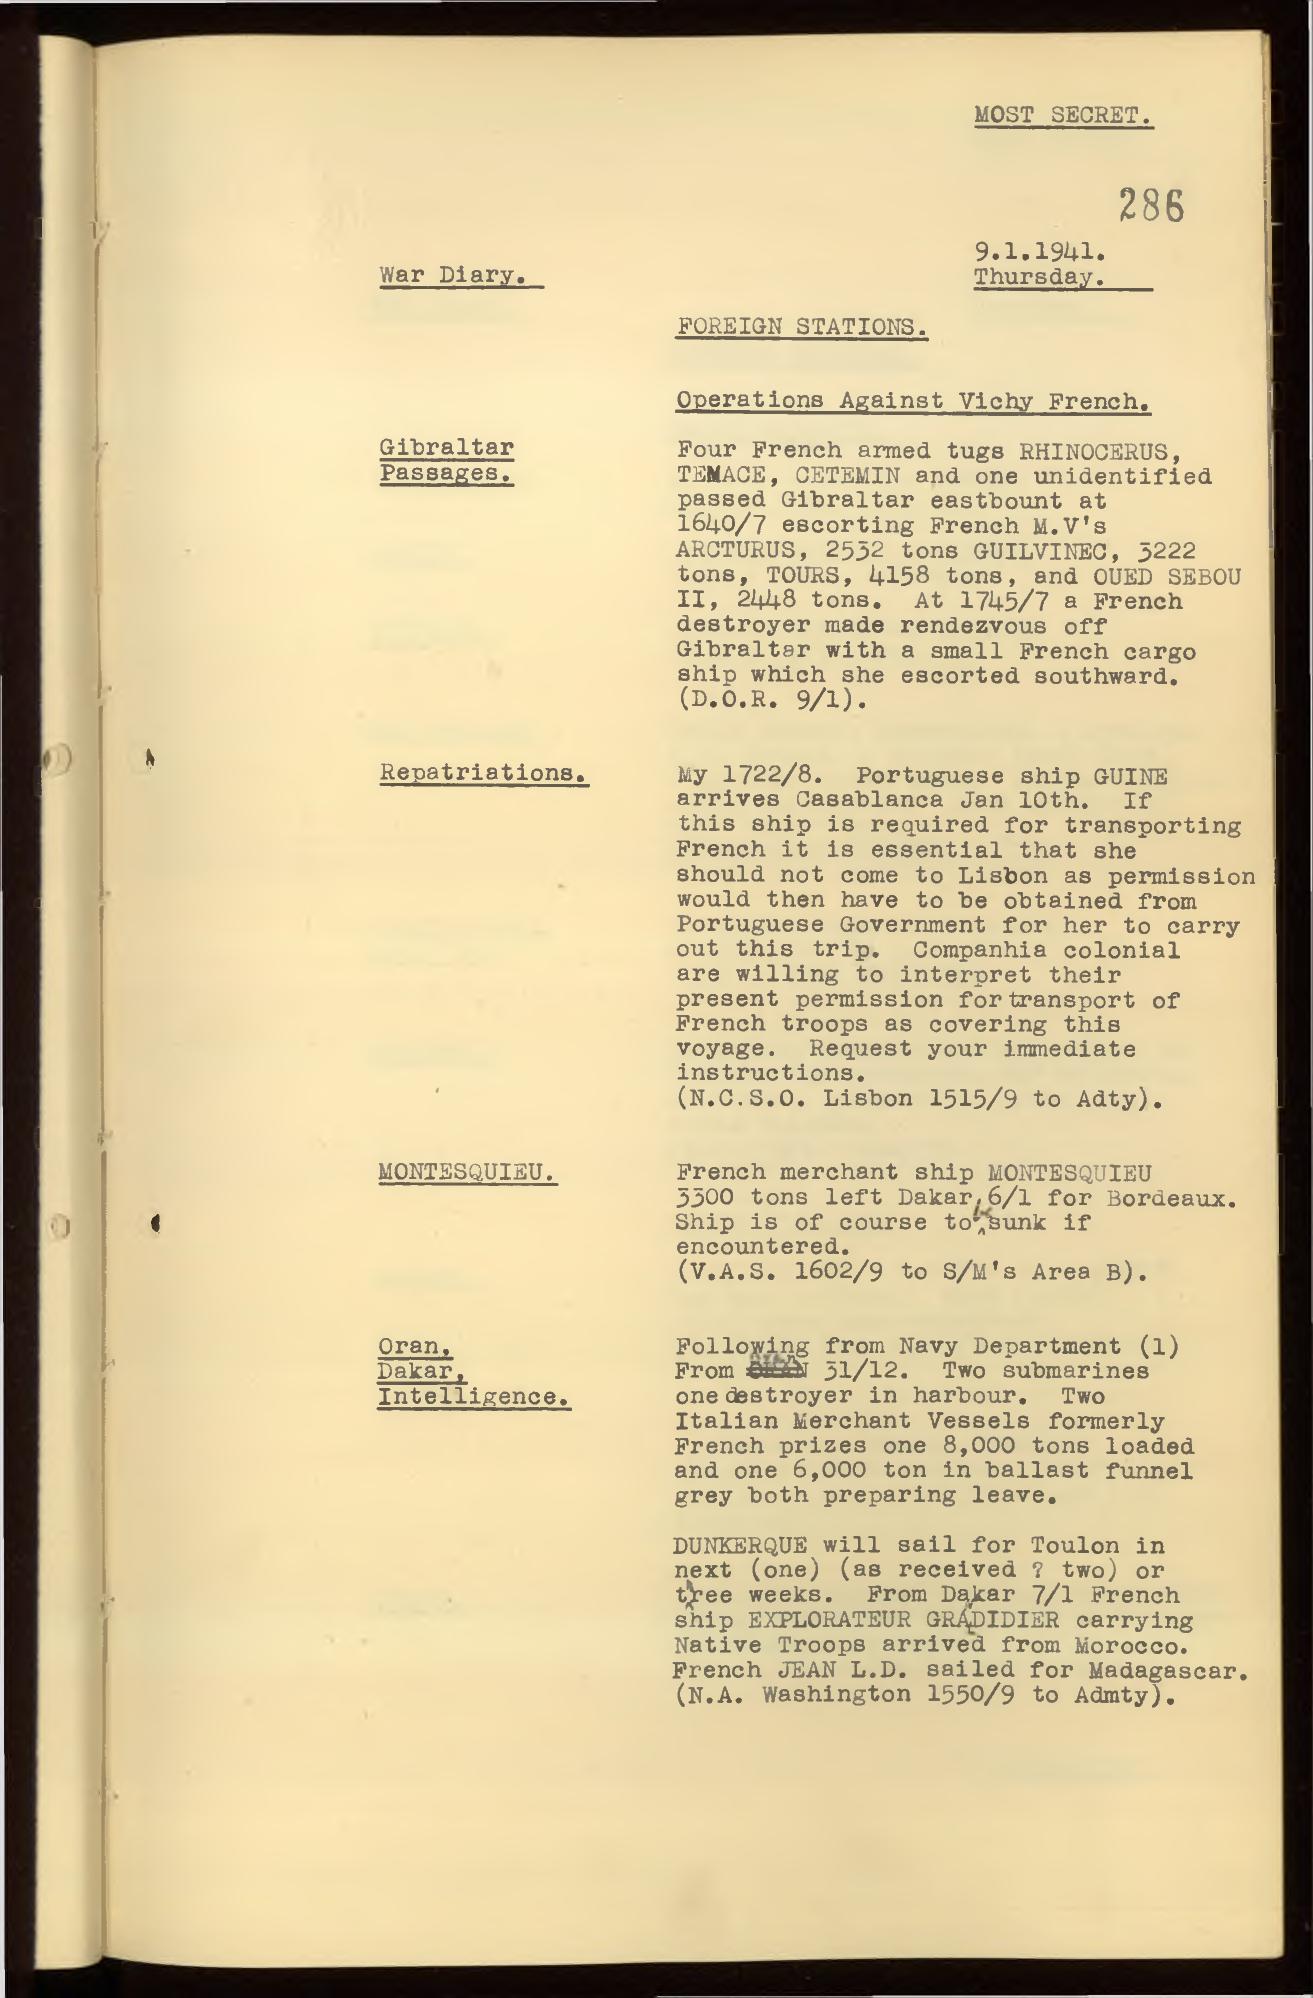 MOST SECRET.
286
9.1.1941.
War Diary.
Thursday.
FOREIGN STATIONS.
Operations Against Vichy French.
Gibraltar
Passages.
Four French armed tugs RHINOCERUS,
TEMACE, CETEMIN and one unidentified
passed Gibraltar eastbount at
1640/7 escorting French M.V's
ARCTURUS, 2532 tons GUILVINEC, 3222
tons, TOURS, 4158 tons, and OUED SEBOU
II, 2448 tons. At 1745/7 a French
destroyer made rendezvous off
Gibraltar with a small French cargo
ship which she escorted southward.
(D.O.R. 9/1).
Repatriations.
My 1722/8. Portuguese ship GUINE
arrives Casablanca Jan 10th. If
this ship is required for transporting
French it is essential that she
should not come to Lisbon as permission
would then have to be obtained from
Portuguese Government for her to carry
out this trip. Companhia colonial
are willing to interpret their
present permission for transport of
French troops as covering this
voyage. Request your immediate
instructions.
(N.C.S.O. Lisbon 1515/9 to Adty).
MONTESQUIEU.
French merchant ship MONTESQUIEU
3300 tons left Dakar, 6/1 for Bordeaux.
Ship is of course to be sunk if
encountered.
(V.A.S. 1602/9 to S/M's Area B).
Oran,
Dakar,
Intelligence.
Following from Navy Department (1)
From ORAN 31/12. Two submarines
one destroyer in harbour. Two
Italian Merchant Vessels formerly
French prizes one 8,000 tons loaded
and one 6,000 ton in ballast funnel
grey both preparing leave.
DUNKERQUE will sail for Toulon in
next (one) (as received ? two) or
three weeks. From Dakar 7/1 French
ship EXPLORATEUR GRADIDIER carrying
Native Troops arrived from Morocco.
French JEAN L.D. sailed for Madagascar.
(N.A. Washington 1550/9 to Admty).